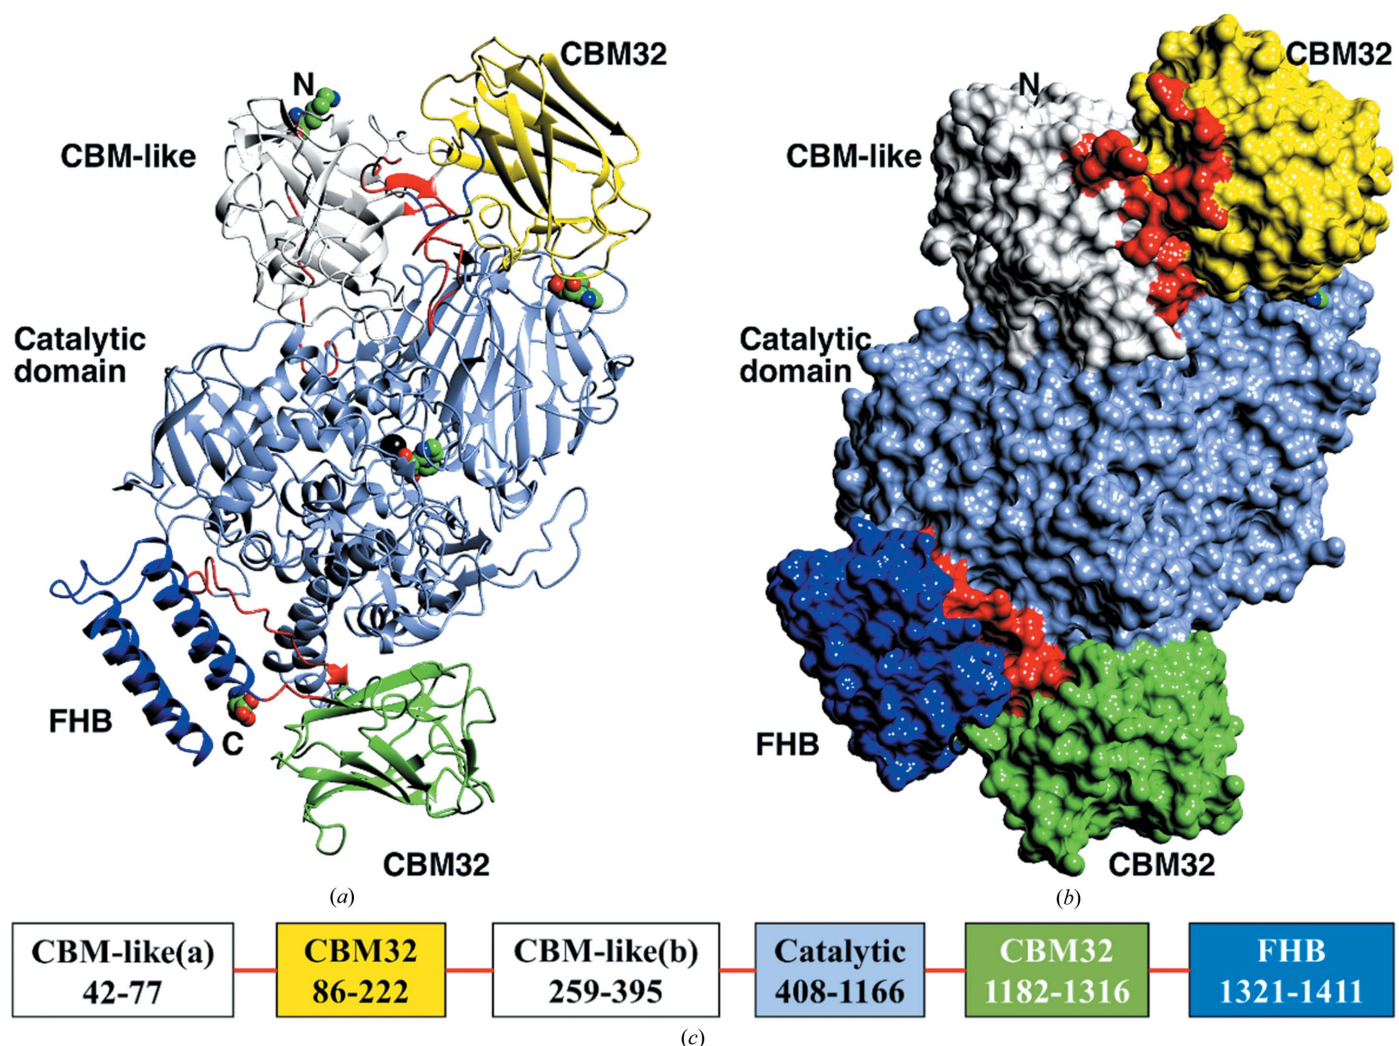 CBM32
N
CBM-like
Catalytic
domain
FHB
C
CBM32
(a)
CBM32
N
CBM-like
Catalytic
domain
FHB
C
CBM32
(b)
CBM-like(a)
42-77
CBM32
86-222
CBM-like(b)
259-395
Catalytic
408-1166
CBM32
1182-1316
FHB
1321-1411
(c)